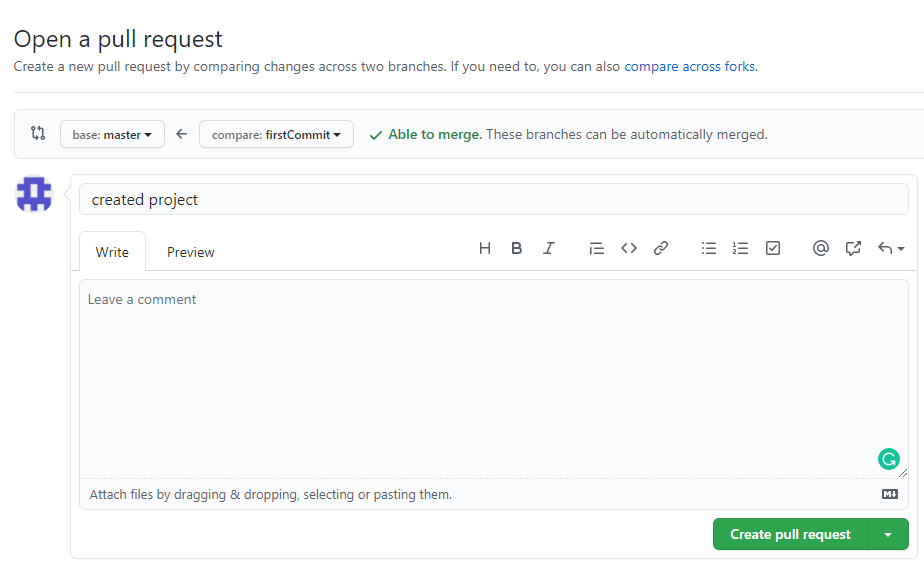 Open a pull request
Create a new pull request by comparing changes across two branches. If you need to, you can also compare across forks.
base: master compare: firstCommit Able to merge. These branches can be automatically merged.
created project
Write Preview H B I
Leave a comment
Attach files by dragging & dropping, selecting or pasting them.
Create pull request